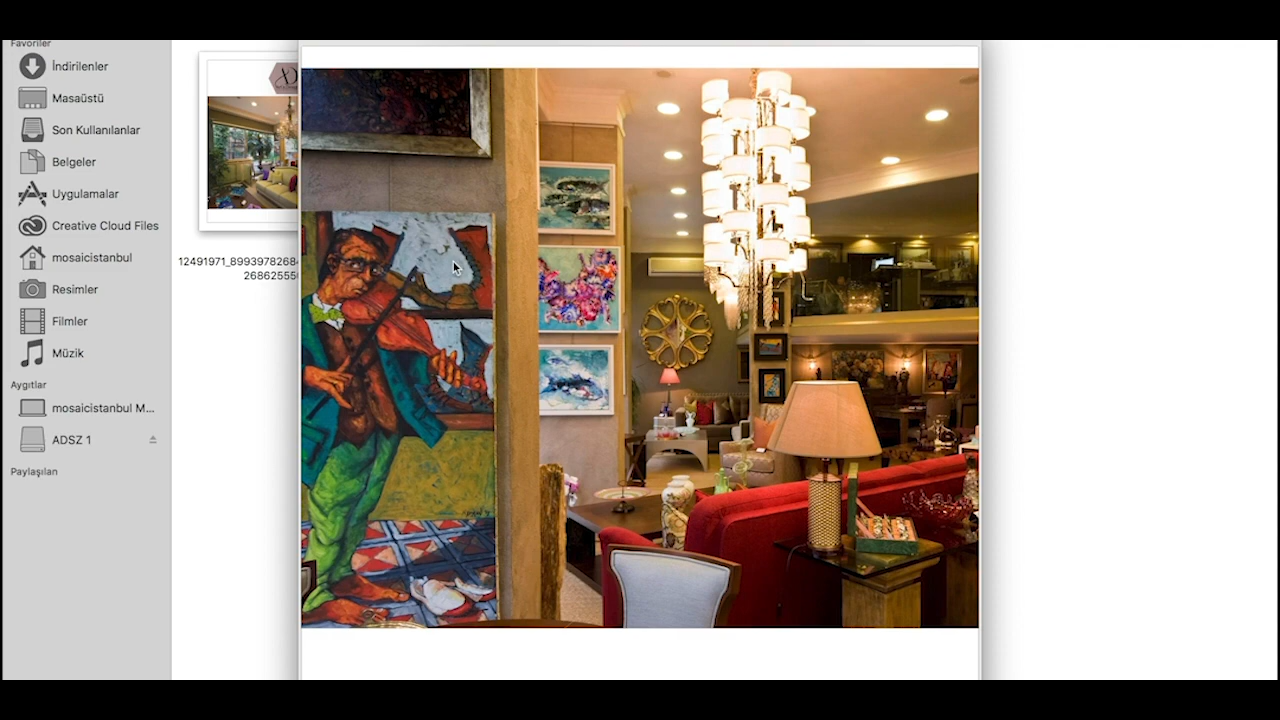 Favoriler
İndirilenler
Masaüstü
Son Kullanılanlar
Belgeler
Uygulamalar
Creative Cloud Files
mosaicistanbul
Resimler
Filmler
Müzik
Aygıtlar
mosaicistanbul M...
ADSZ 1
Paylaşılan
12491971_8993978268
268625550